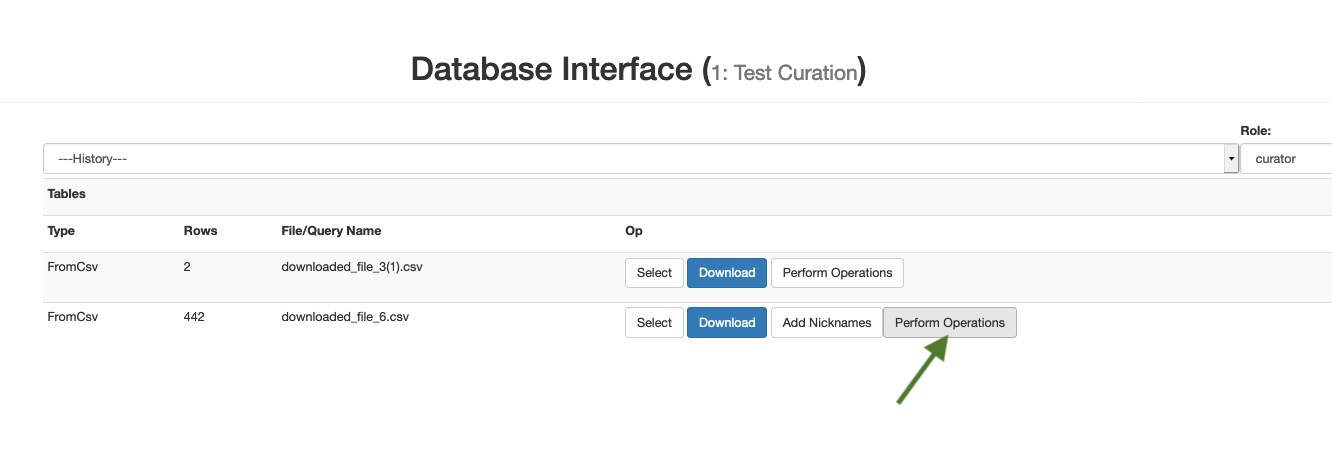 Database Interface (1: Test Curation)
Role:
---History--- curator
Tables
Type Rows File/Query Name Op
FromCsv 2 downloaded_file_3(1).csv Select Download Perform Operations
FromCsv 442 downloaded_file_6.csv Select Download Add Nicknames Perform Operations